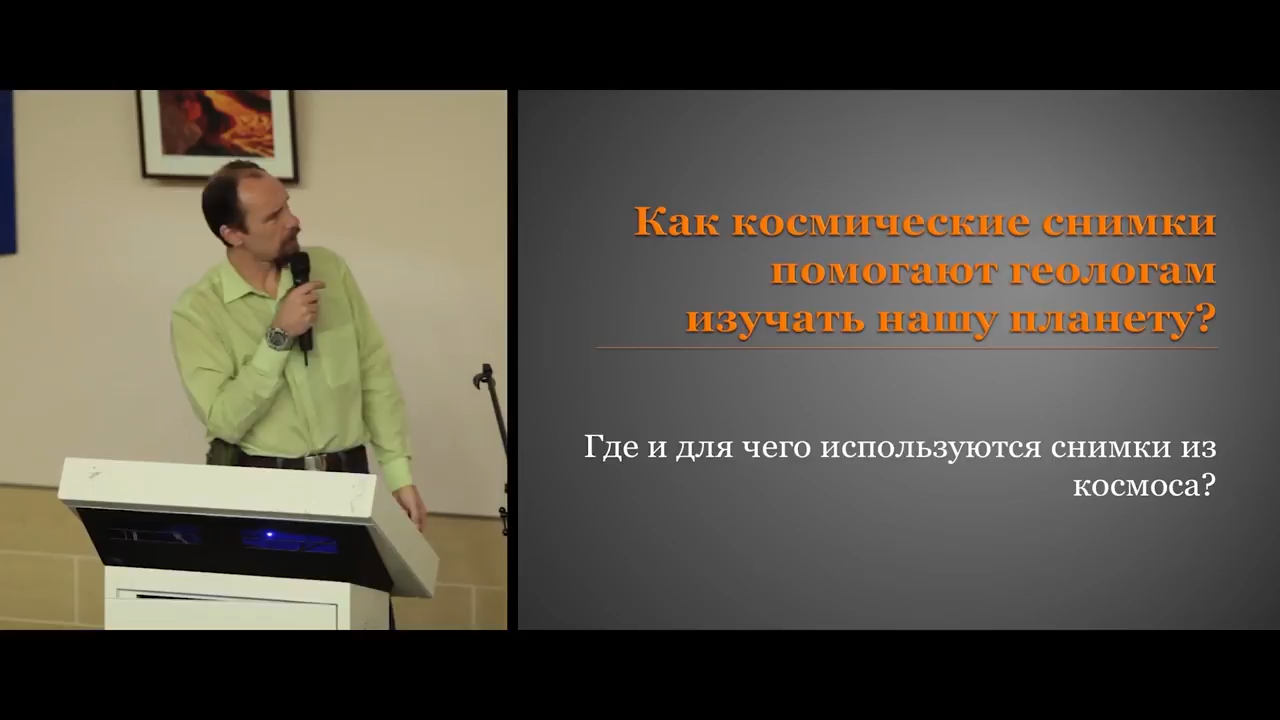 Как космические снимки
помогают геологам
изучать нашу планету?
Где и для чего используются снимки из
космоса?